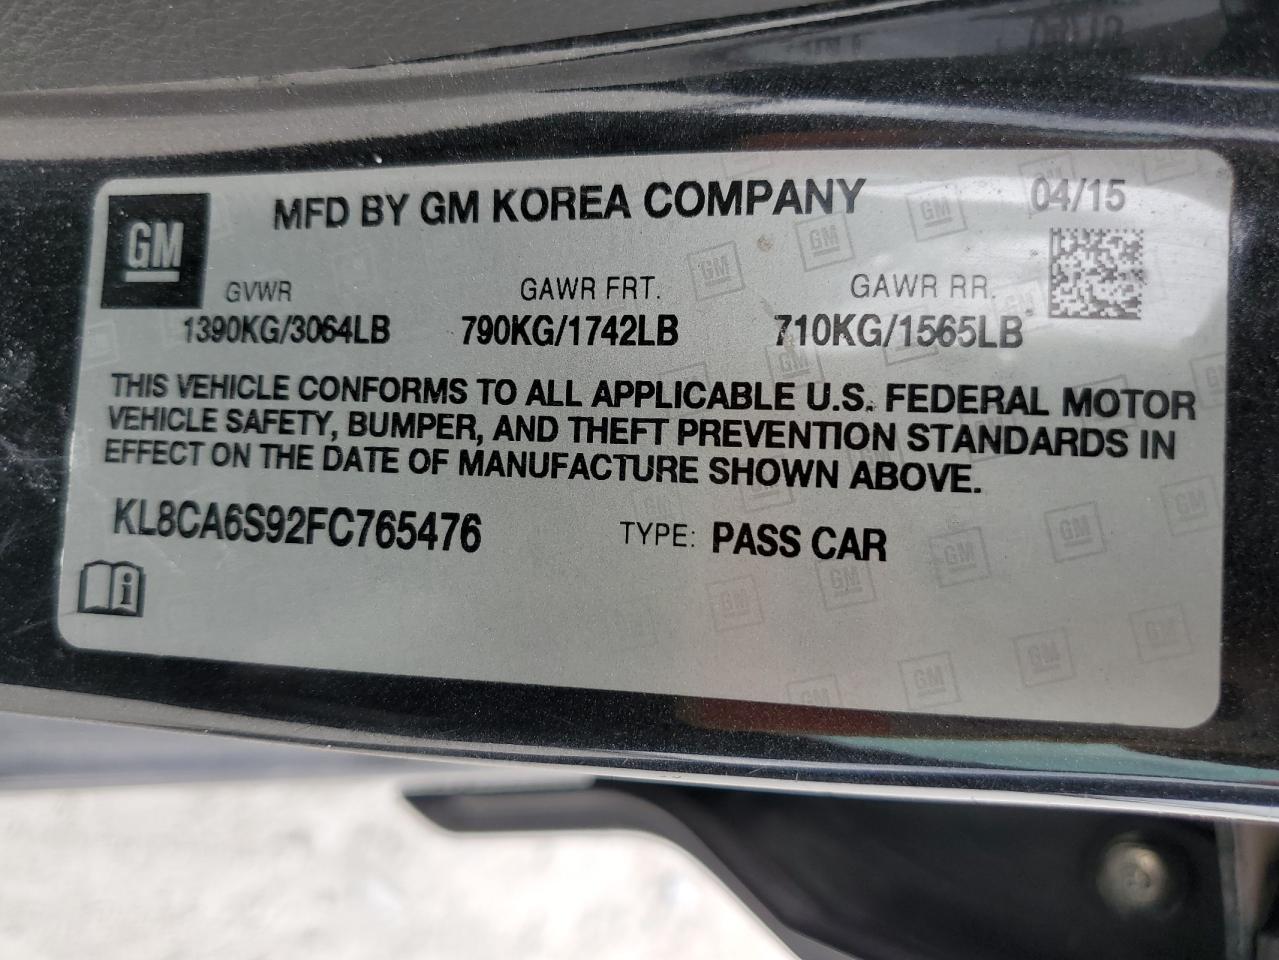 GM
MFD BY GM KOREA COMPANY
04/15
GVWR
GAWR FRT.
GAWR RR.
1390KG/3064LB
790KG/1742LB
710KG/1565LB
THIS VEHICLE CONFORMS TO ALL APPLICABLE U.S. FEDERAL MOTOR
VEHICLE SAFETY, BUMPER, AND THEFT PREVENTION STANDARDS IN
EFFECT ON THE DATE OF MANUFACTURE SHOWN ABOVE.
KL8CA6S92FC765476
TYPE: PASS CAR